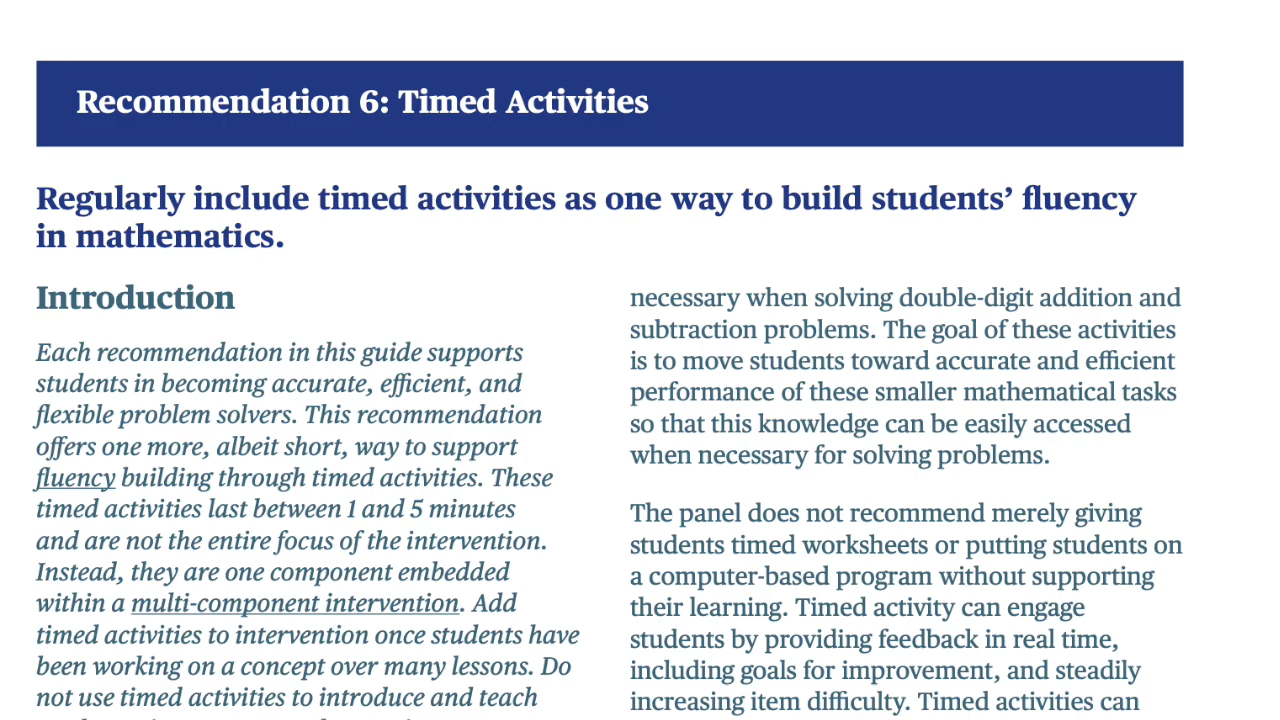 Recommendation 6: Timed Activities
Regularly include timed activities as one way to build students’ fluency
in mathematics.
Introduction
Each recommendation in this guide supports
students in becoming accurate, efficient, and
flexible problem solvers. This recommendation
offers one more, albeit short, way to support
fluency building through timed activities. These
timed activities last between 1 and 5 minutes
and are not the entire focus of the intervention.
Instead, they are one component embedded
within a multi-component intervention. Add
timed activities to intervention once students have
been working on a concept over many lessons. Do
not use timed activities to introduce and teach
necessary when solving double-digit addition and
subtraction problems. The goal of these activities
is to move students toward accurate and efficient
performance of these smaller mathematical tasks
so that this knowledge can be easily accessed
when necessary for solving problems.
The panel does not recommend merely giving
students timed worksheets or putting students on
a computer-based program without supporting
their learning. Timed activity can engage
students by providing feedback in real time,
including goals for improvement, and steadily
increasing item difficulty. Timed activities can